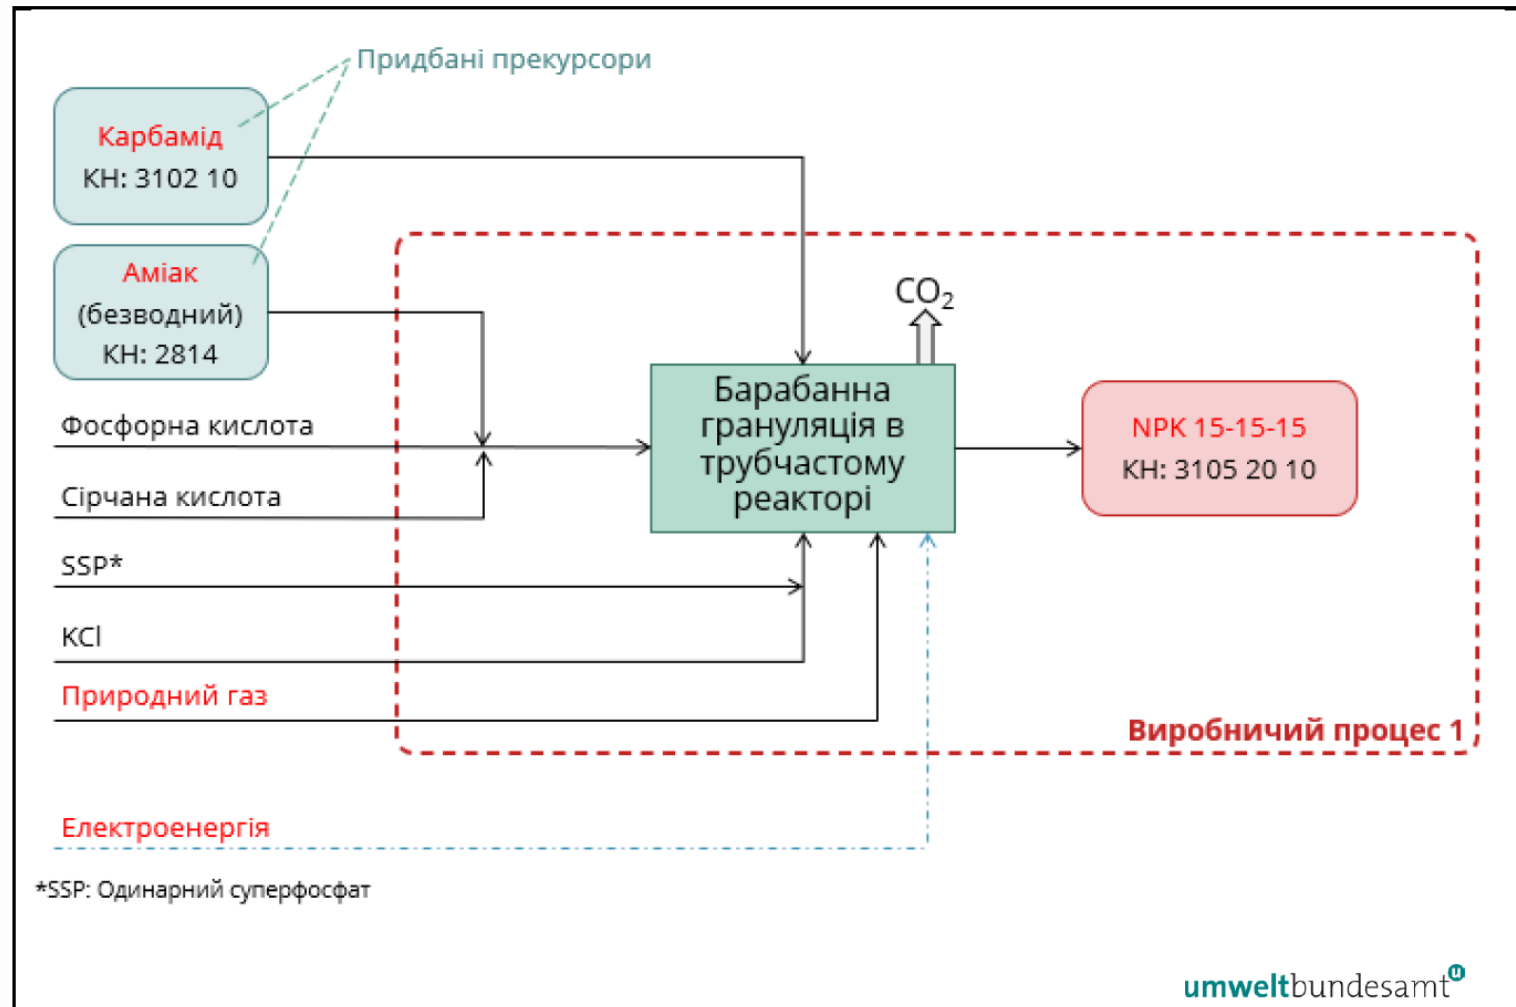 Придбані прекурсори
Карбамід
КН: 3102 10
Аміак
(безводний)
КН: 2814
Фосфорна кислота
Сірчана кислота
SSP*
KCl
Природний газ
Електроенергія
CO₂
Барабанна
грануляція в
трубчастому
реакторі
NPK 15-15-15
КН: 3105 20 10
Виробничий процес 1
*SSP: Одинарний суперфосфат
umweltbundesamt u